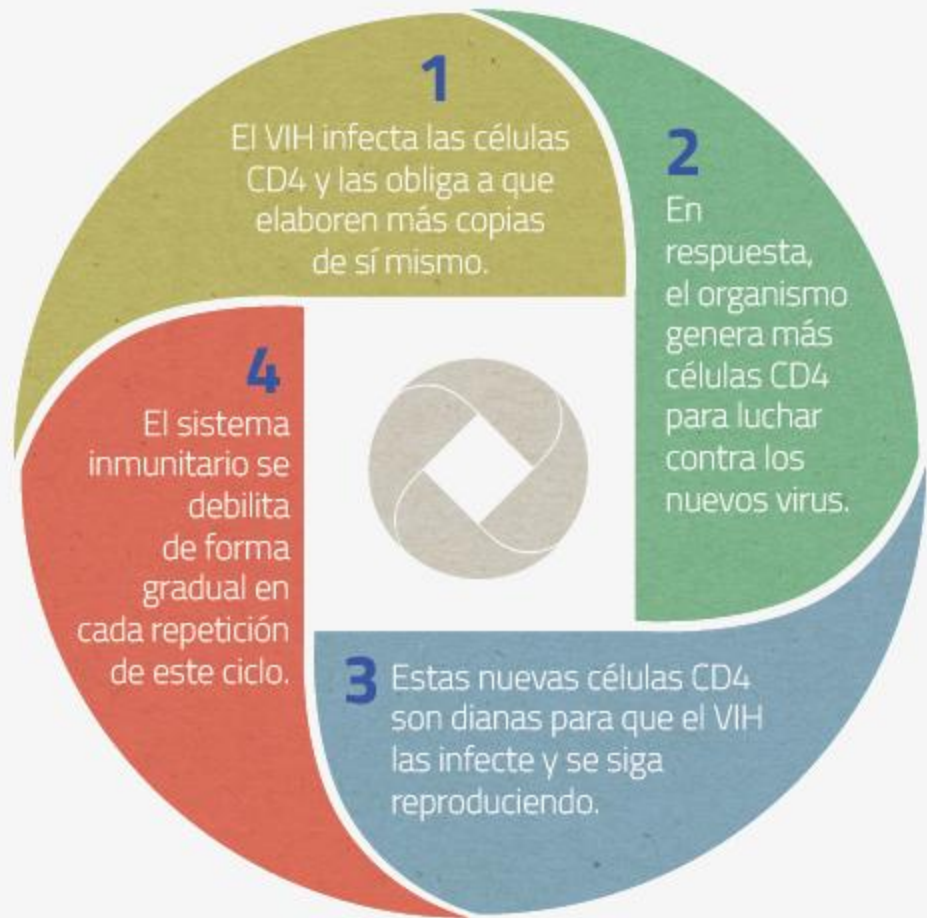 1
El VIH infecta las células
CD4 y las obliga a que
elaboren más copias
de sí mismo.
2
En
respuesta,
el organismo
genera más
células CD4
para luchar
contra los
nuevos virus.
3
Estas nuevas células CD4
son dianas para que el VIH
las infecte y se siga
reproduciendo.
4
El sistema
inmunitario se
debilita
de forma
gradual en
cada repetición
de este ciclo.